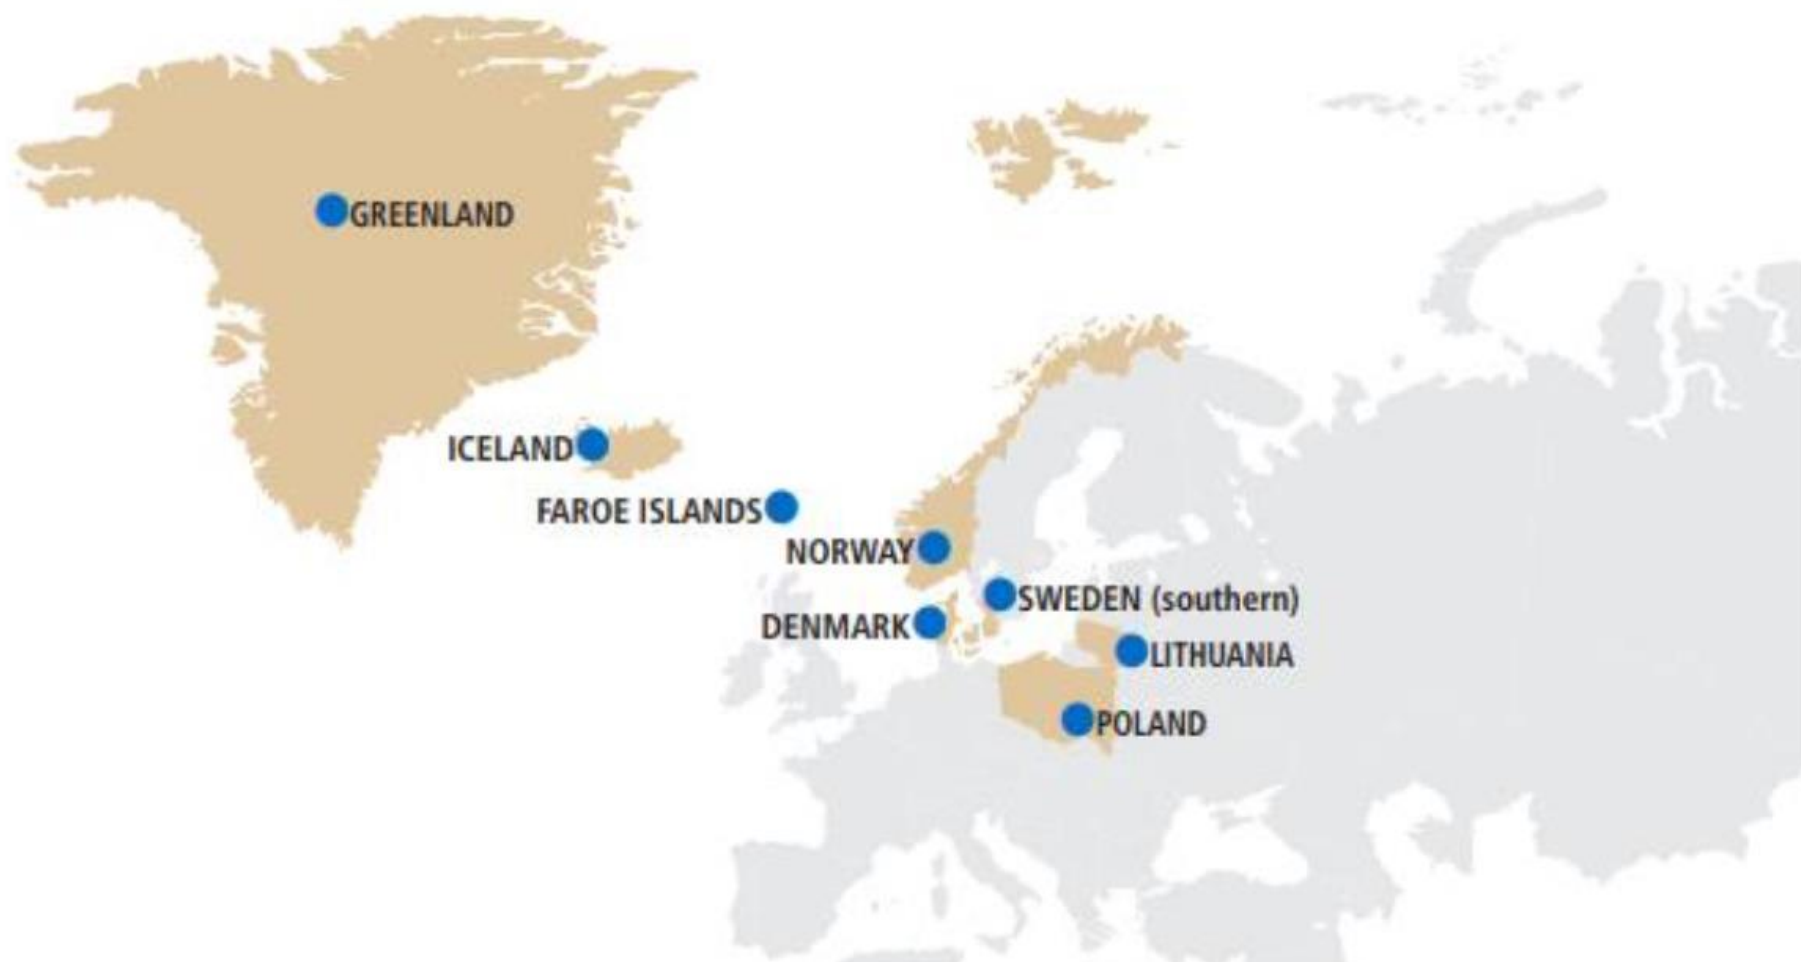 GREENLAND
ICELAND
FAROE ISLANDS
NORWAY
SWEDEN (southern)
DENMARK
LITHUANIA
POLAND